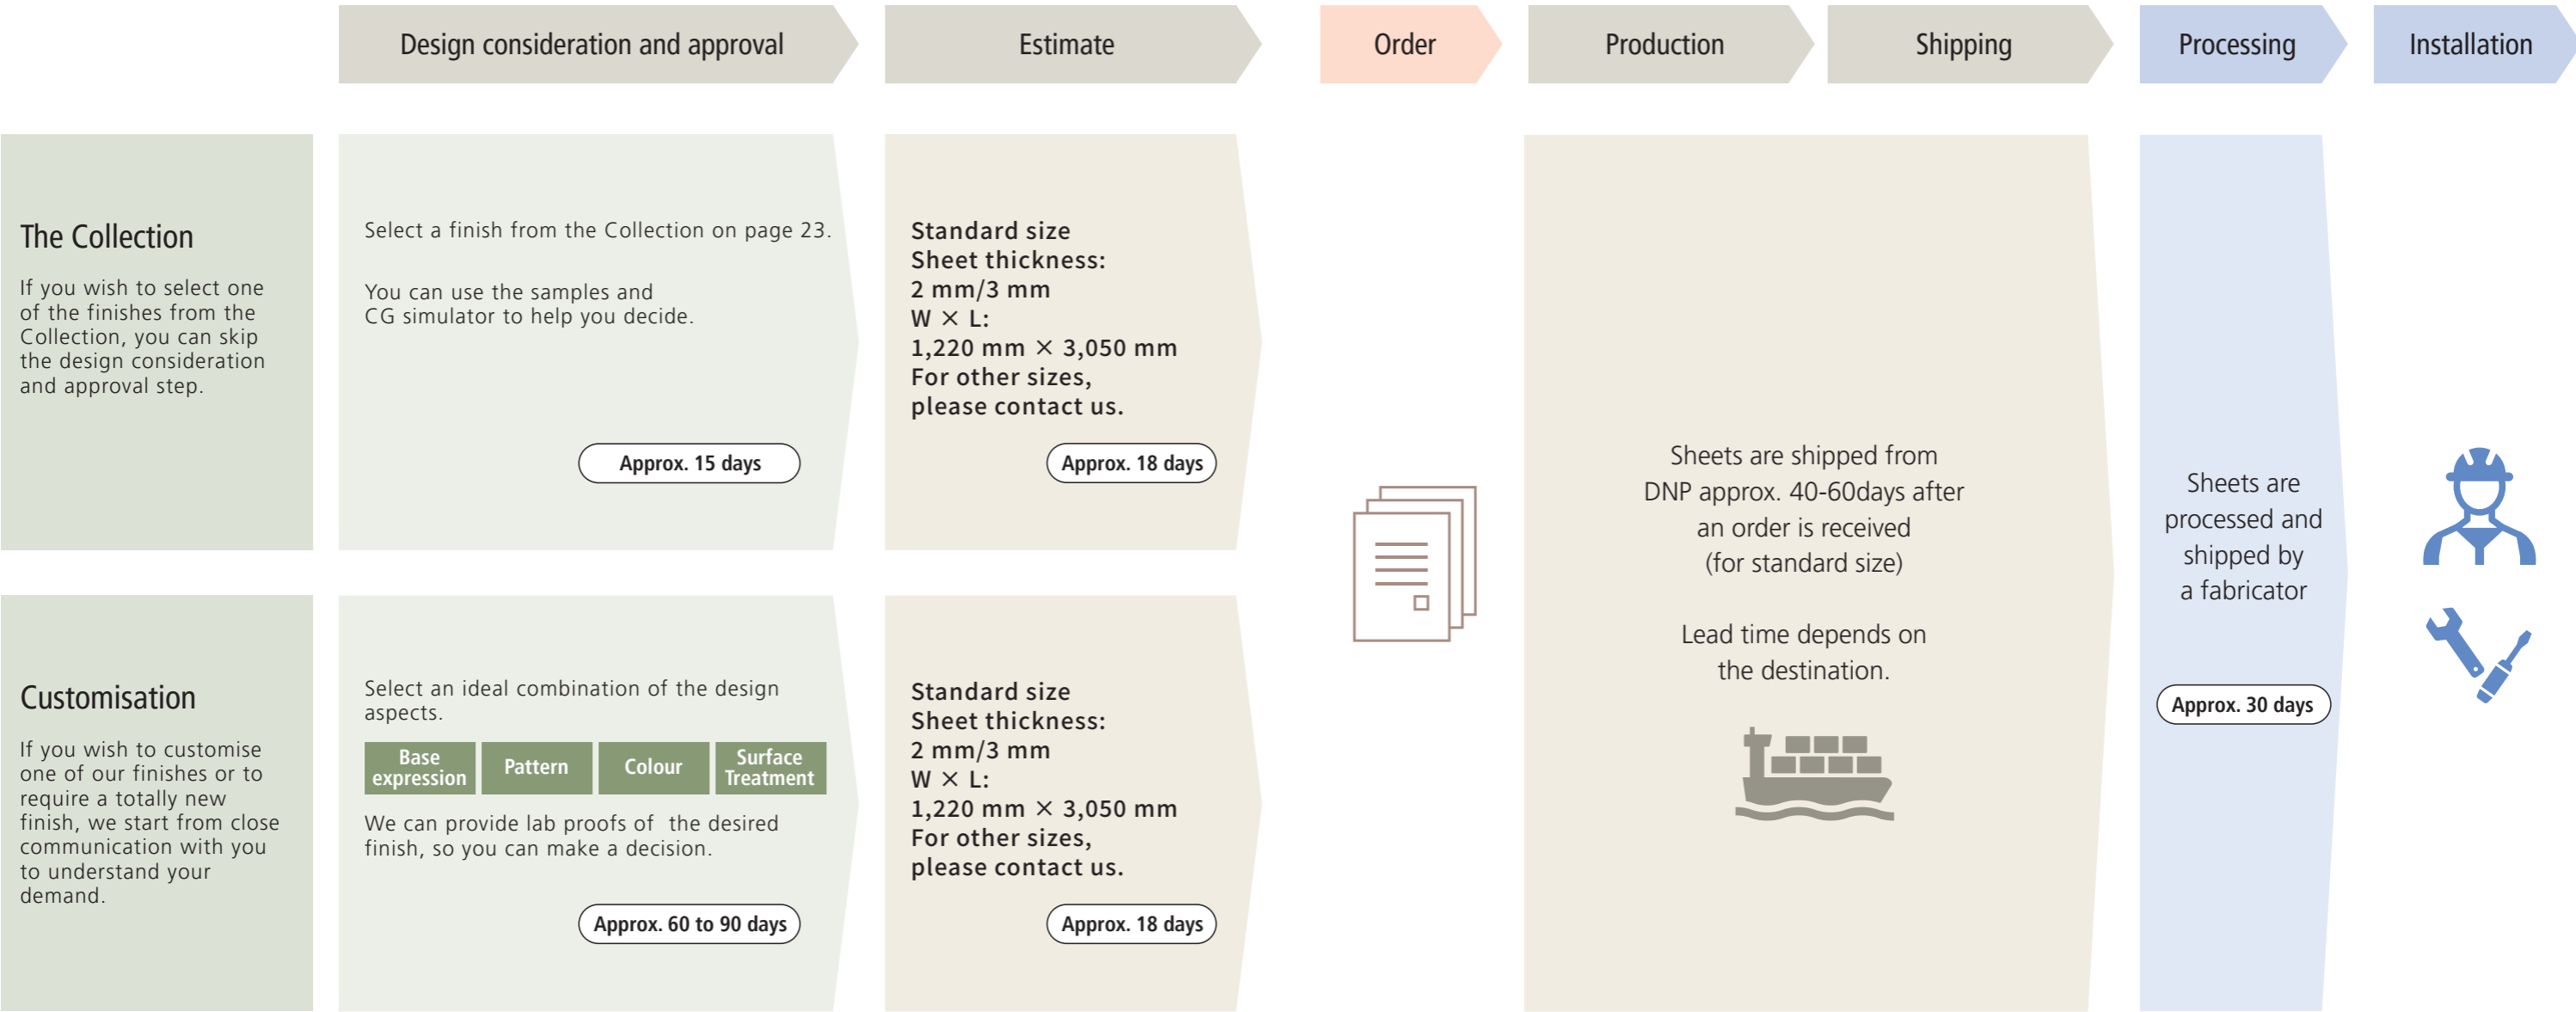 Design consideration and approval
Estimate
Order
Production
Shipping
Processing
Installation
The Collection
If you wish to select one
of the finishes from the
Collection, you can skip
the design consideration
and approval step.
Select a finish from the Collection on page 23.
You can use the samples and
CG simulator to help you decide.
Approx. 15 days
Standard size
Sheet thickness:
2 mm/3 mm
W × L:
1,220 mm × 3,050 mm
For other sizes,
please contact us.
Approx. 18 days
Customisation
If you wish to customise
one of our finishes or to
require a totally new
finish, we start from close
communication with you
to understand your
demand.
Select an ideal combination of the design
aspects.
Base
expression
Pattern
Colour
Surface
Treatment
We can provide lab proofs of the desired
finish, so you can make a decision.
Approx. 60 to 90 days
Standard size
Sheet thickness:
2 mm/3 mm
W × L:
1,220 mm × 3,050 mm
For other sizes,
please contact us.
Approx. 18 days
Sheets are shipped from
DNP approx. 40-60days after
an order is received
(for standard size)
Lead time depends on
the destination.
Sheets are
processed and
shipped by
a fabricator
Approx. 30 days